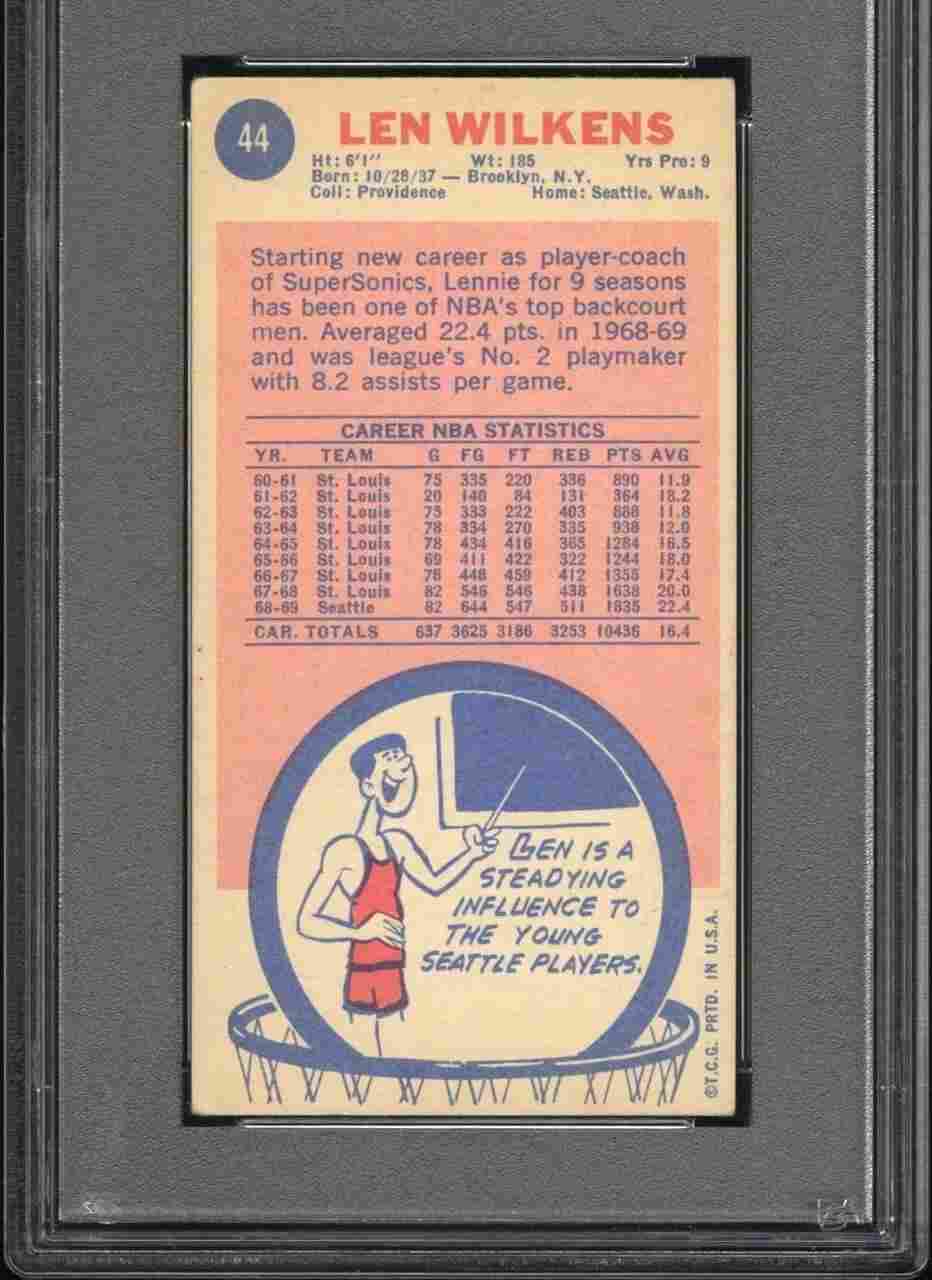 44
LEN WILKENS
Ht: 6'1" Wt: 185 Yrs Pro: 9
Born: 10/28/37 — Brooklyn, N.Y.
Coll: Providence Home: Seattle, Wash.
Starting new career as player-coach
of SuperSonics, Lennie for 9 seasons
has been one of NBA's top backcourt
men. Averaged 22.4 pts. in 1968-69
and was league's No. 2 playmaker
with 8.2 assists per game.
CAREER NBA STATISTICS
YR. TEAM G FG FT REB PTS AVG
60-61 St. Louis 75 335 220 336 890 11.9
61-62 St. Louis 20 140 84 131 364 18.2
62-63 St. Louis 75 333 222 403 888 11.8
63-64 St. Louis 78 334 270 335 938 12.0
64-65 St. Louis 78 434 416 365 1284 16.5
65-66 St. Louis 69 411 422 322 1244 18.0
66-67 St. Louis 78 448 459 412 1355 17.4
67-68 St. Louis 82 546 546 438 1638 20.0
68-69 Seattle 82 644 547 511 1835 22.4
CAR. TOTALS 637 3625 3186 3253 10436 16.4
LEN IS A
STEADYING
INFLUENCE TO
THE YOUNG
SEATTLE PLAYERS.
©T.C.G. PRTD. IN U.S.A.